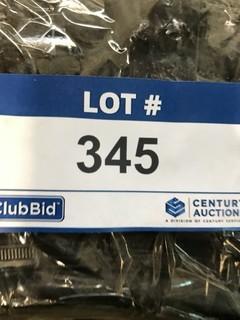 LOT #
345
ClubBid
CENTURY
AUCTION
A DIVISION OF CENTURY